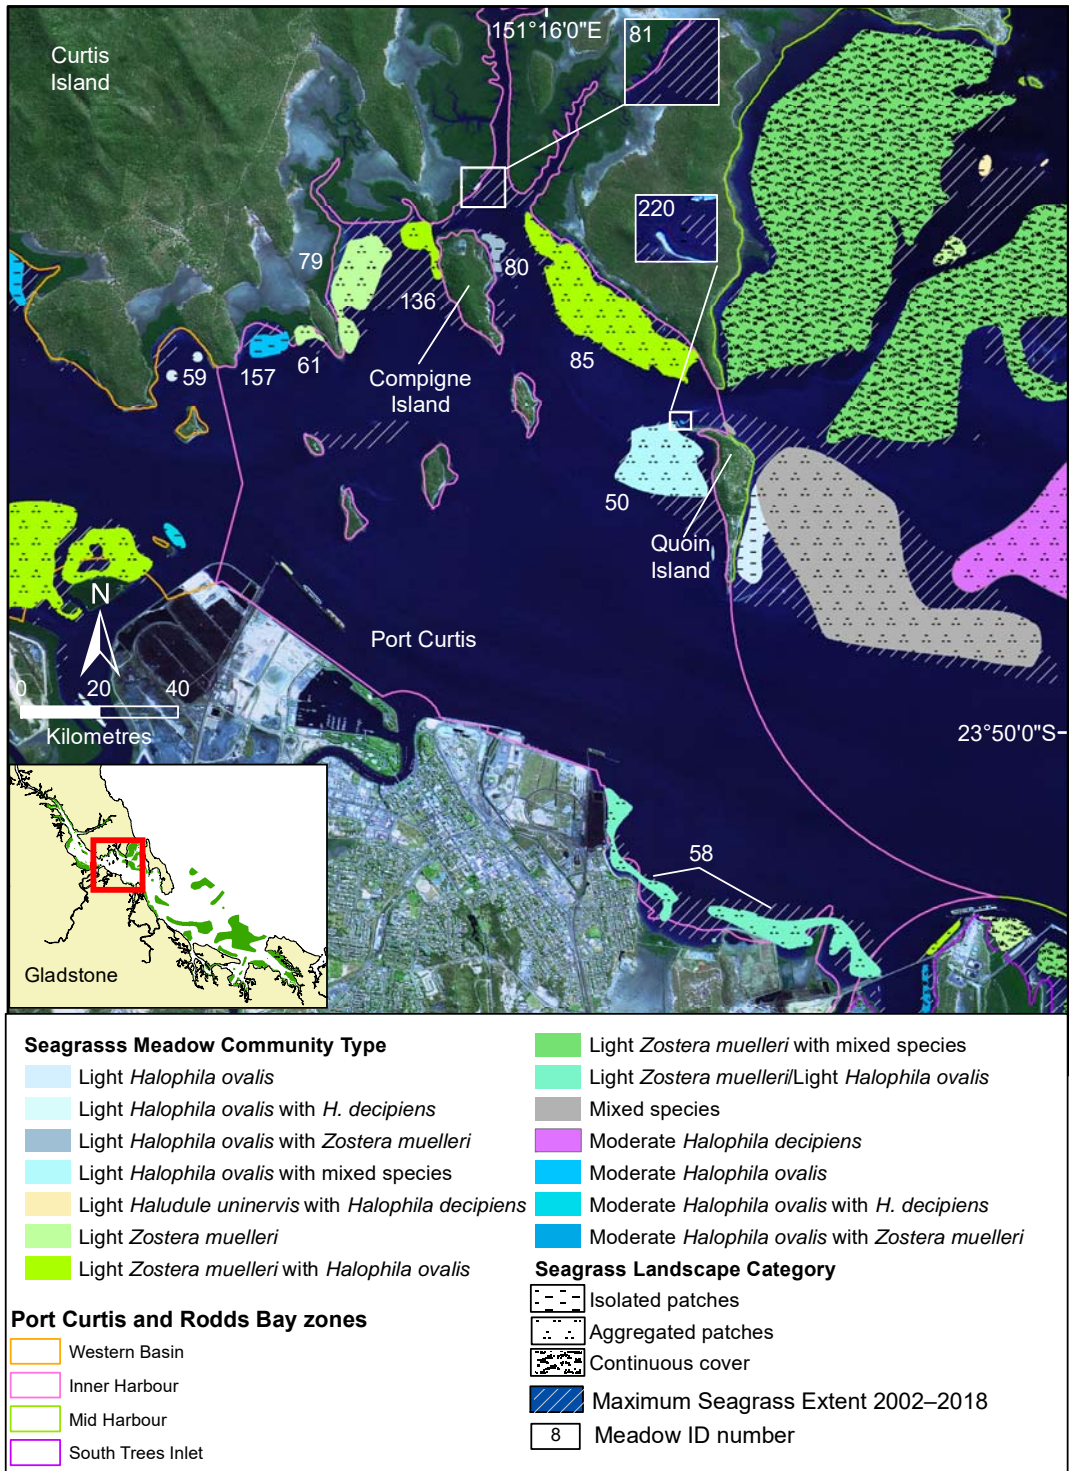 151°16'0"E
81
Curtis
Island
220
79
80
136
85
59
157
61
Compigne
Island
50
Quoin
Island
N
Port Curtis
0 20 40
Kilometres
23°50'0"S
58
Gladstone
Seagrasss Meadow Community Type
Light Halophila ovalis
Light Halophila ovalis with H. decipiens
Light Halophila ovalis with Zostera muelleri
Light Halophila ovalis with mixed species
Light Haludule uninervis with Halophila decipiens
Light Zostera muelleri
Light Zostera muelleri with Halophila ovalis
Light Zostera muelleri with mixed species
Light Zostera muelleri/Light Halophila ovalis
Mixed species
Moderate Halophila decipiens
Moderate Halophila ovalis
Moderate Halophila ovalis with H. decipiens
Moderate Halophila ovalis with Zostera muelleri
Seagrass Landscape Category
Isolated patches
Aggregated patches
Continuous cover
Maximum Seagrass Extent 2002–2018
8 Meadow ID number
Port Curtis and Rodds Bay zones
Western Basin
Inner Harbour
Mid Harbour
South Trees Inlet